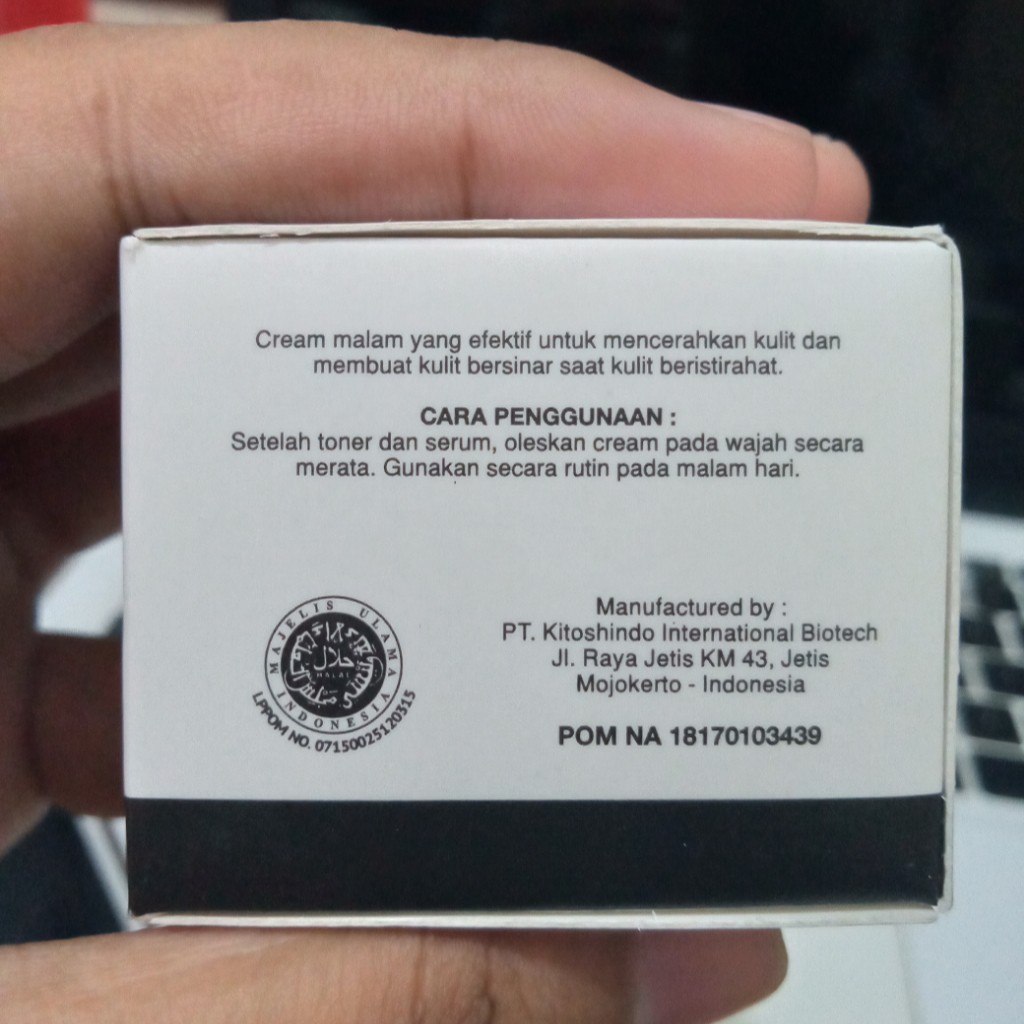 Cream malam yang efektif untuk mencerahkan kulit dan
membuat kulit bersinar saat kulit beristirahat.
CARA PENGGUNAAN :
Setelah toner dan serum, oleskan cream pada wajah secara
merata. Gunakan secara rutin pada malam hari.
MAJELIS ULAMA INDONESIA
حلال
HALAL
LPPOM NO. 07150025120315
Manufactured by :
PT. Kitoshindo International Biotech
Jl. Raya Jetis KM 43, Jetis
Mojokerto - Indonesia
POM NA 18170103439